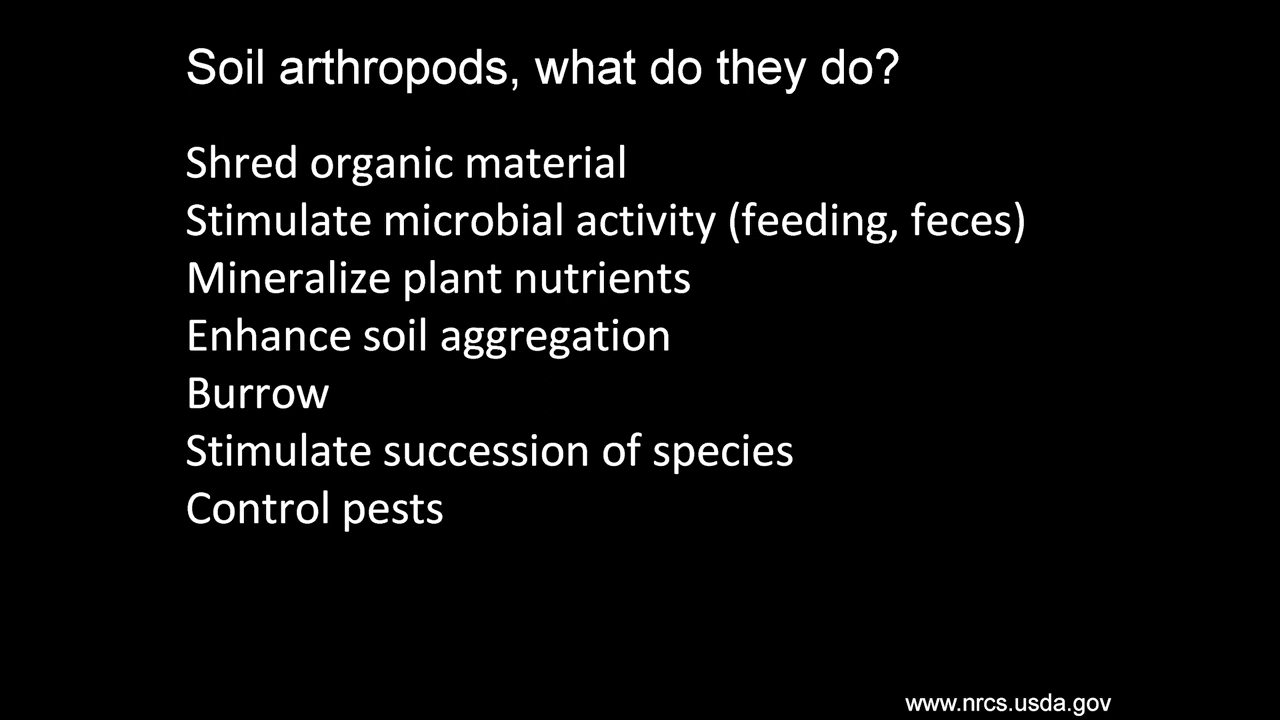 Soil arthropods, what do they do?
Shred organic material
Stimulate microbial activity (feeding, feces)
Mineralize plant nutrients
Enhance soil aggregation
Burrow
Stimulate succession of species
Control pests
www.nrcs.usda.gov